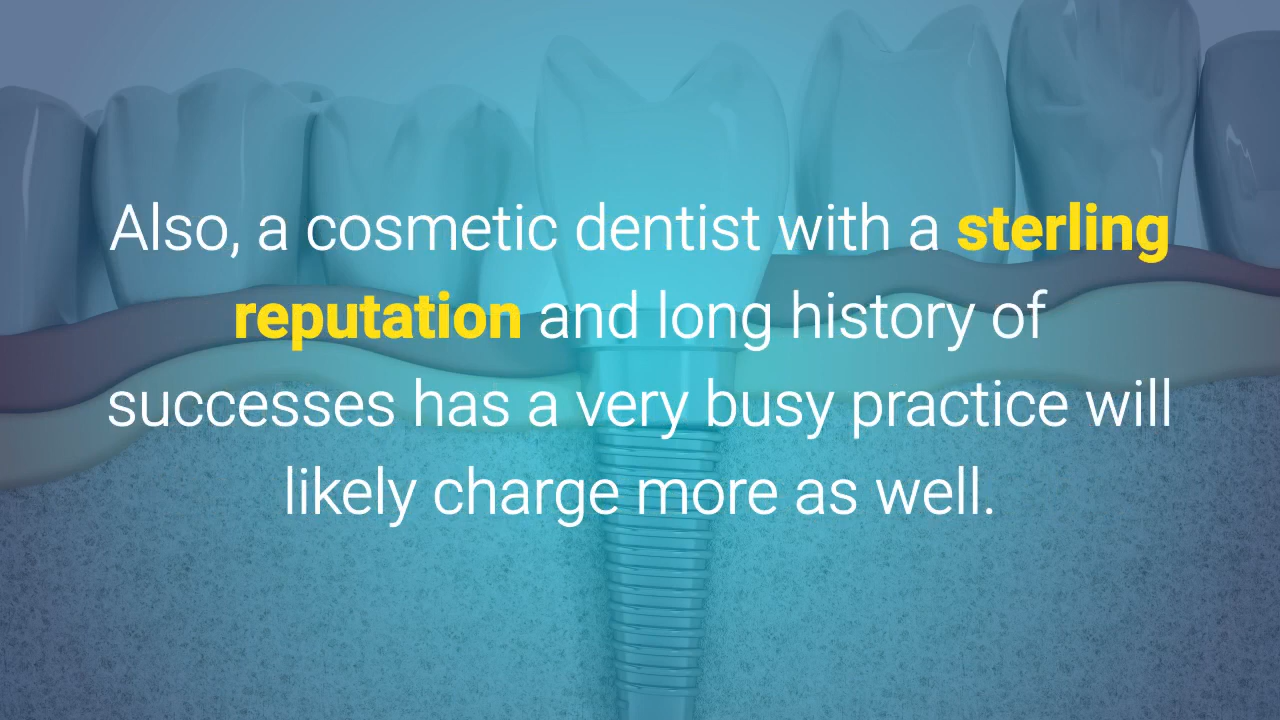 Also, a cosmetic dentist with a sterling
reputation and long history of
successes has a very busy practice will
likely charge more as well.